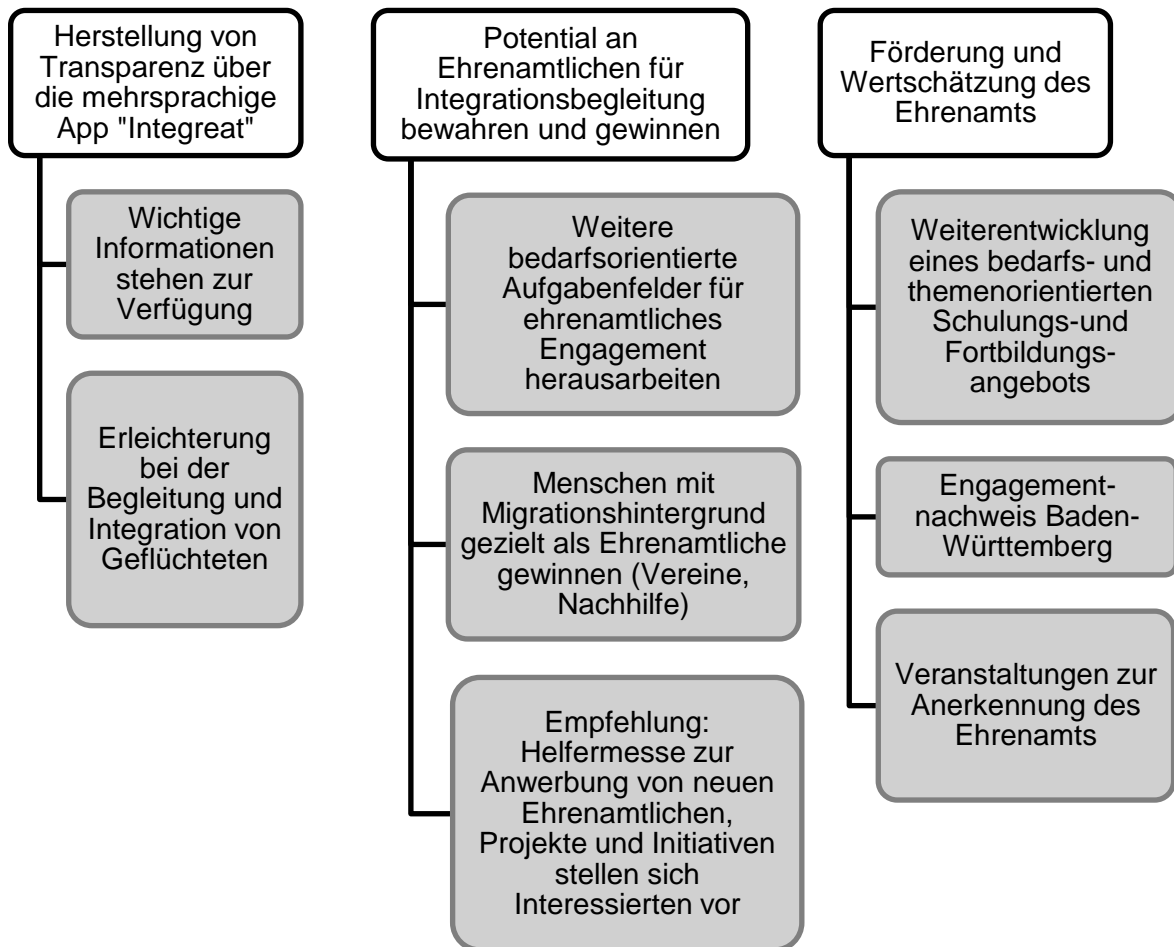 Herstellung von
Transparenz über
die mehrsprachige
App "Integreat"
Wichtige
Informationen
stehen zur
Verfügung
Erleichterung
bei der
Begleitung und
Integration von
Geflüchteten
Potential an
Ehrenamtlichen für
Integrationsbegleitung
bewahren und gewinnen
Weitere
bedarfsorientierte
Aufgabenfelder für
ehrenamtliches
Engagement
herausarbeiten
Menschen mit
Migrationshintergrund
gezielt als Ehrenamtliche
gewinnen (Vereine,
Nachhilfe)
Empfehlung:
Helfermesse zur
Anwerbung von neuen
Ehrenamtlichen,
Projekte und Initiativen
stellen sich
Interessierten vor
Förderung und
Wertschätzung des
Ehrenamts
Weiterentwicklung
eines bedarfs- und
themenorientierten
Schulungs-und
Fortbildungs-
angebots
Engagement-
nachweis Baden-
Württemberg
Veranstaltungen zur
Anerkennung des
Ehrenamts